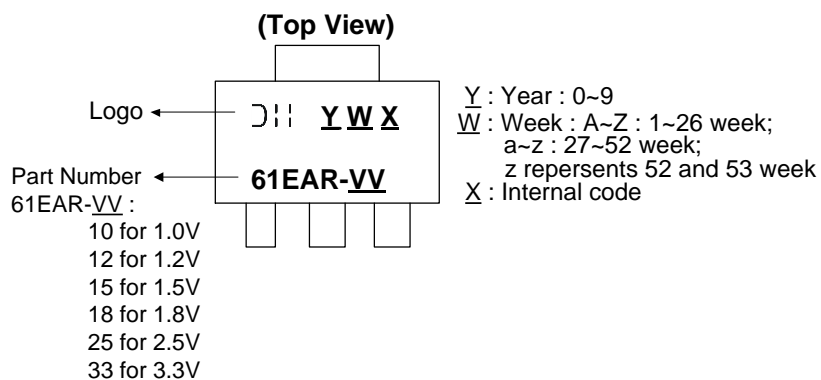 (Top View)
Logo
Y W X
Y : Year : 0~9
W : Week : A~Z : 1~26 week;
a~z : 27~52 week;
z repersents 52 and 53 week
X : Internal code
Part Number
61EAR-VV
61EAR-VV :
10 for 1.0V
12 for 1.2V
15 for 1.5V
18 for 1.8V
25 for 2.5V
33 for 3.3V